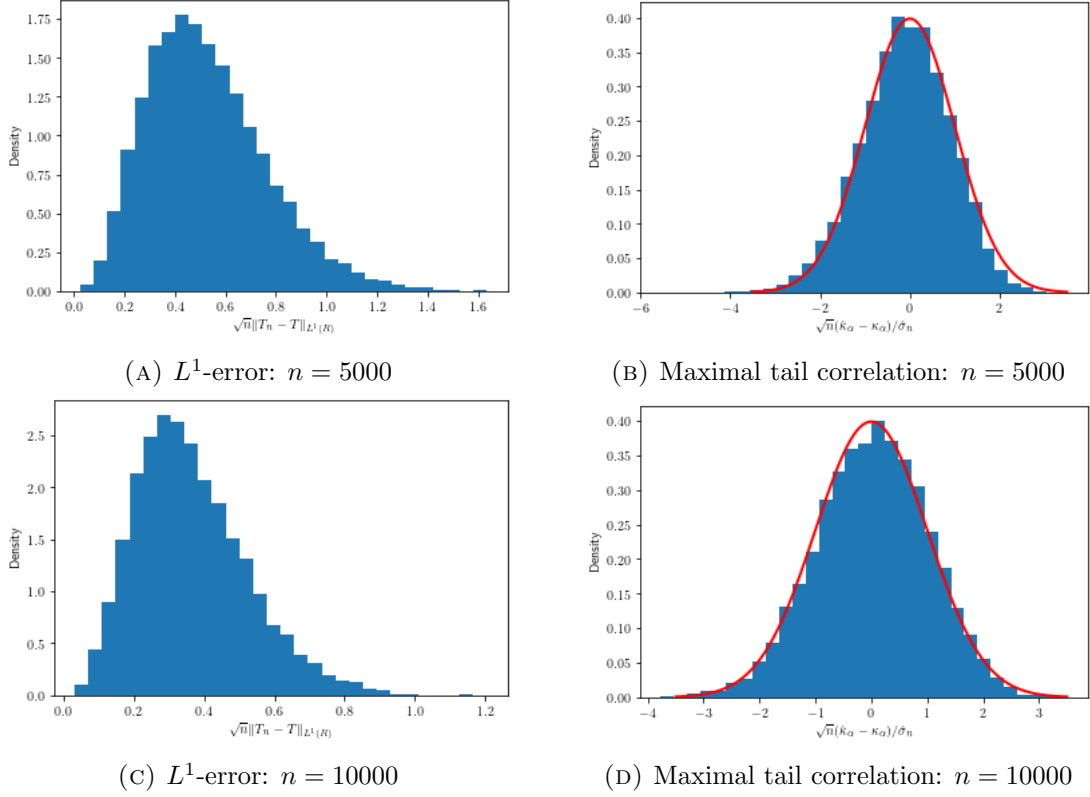 1.75
1.50
1.25
1.00
0.75
0.50
0.25
0.00
Density
0.0 0.2 0.4 0.6 0.8 1.0 1.2 1.4 1.6
√n||T_n − T||_{L^1(R)}
(A) L^1-error: n = 5000
0.40
0.35
0.30
0.25
0.20
0.15
0.10
0.05
0.00
Density
−6 −2 0 2
√n(κ̂_α − κ_α)/σ̂_n
(B) Maximal tail correlation: n = 5000
2.5
2.0
1.5
1.0
0.5
0.0
Density
0.0 0.2 0.4 0.6 0.8 1.0 1.2
√n||T_n − T||_{L^1(R)}
(C) L^1-error: n = 10000
0.40
0.35
0.30
0.25
0.20
0.15
0.10
0.05
0.00
Density
−4 −3 −2 −1 0 1 2 3
√n(κ̂_α − κ_α)/σ̂_n
(D) Maximal tail correlation: n = 10000